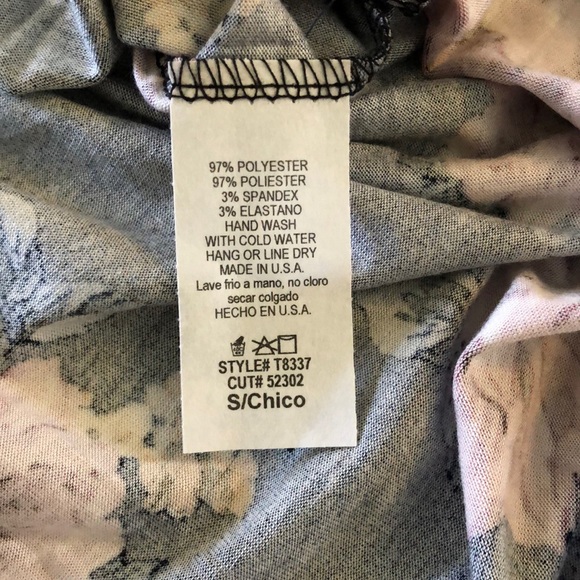 97% POLYESTER
97% POLIESTER
3% SPANDEX
3% ELASTANO
HAND WASH
WITH COLD WATER
HANG OR LINE DRY
MADE IN U.S.A.
Lave frio a mano, no cloro
secar colgado
HECHO EN U.S.A.
STYLE# T8337
CUT# 52302
S/Chico